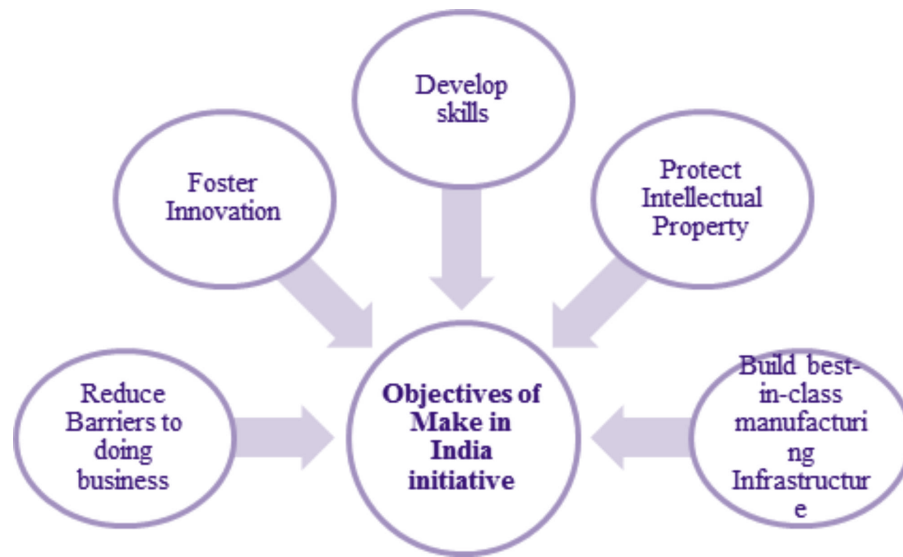 Develop
skills
Foster
Innovation
Protect
Intellectual
Property
Reduce
Barriers to
doing
business
Objectives of
Make in
India
initiative
Build best-
in-class
manufacturi
ng
Infrastructur
e